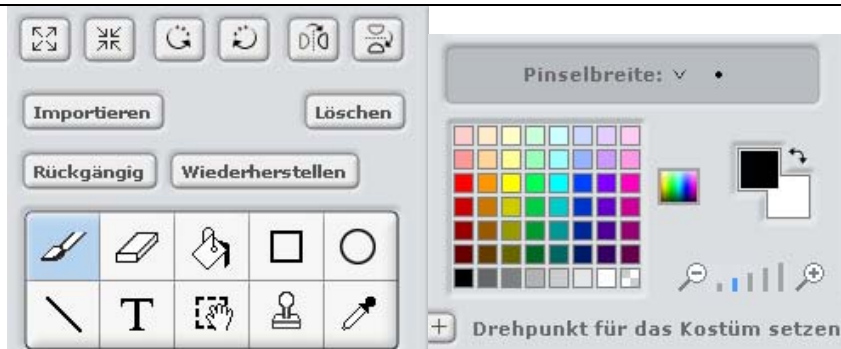 Importieren
Löschen
Rückgängig
Wiederherstellen
T
Pinselbreite:
+
Drehpunkt für das Kostüm setzen